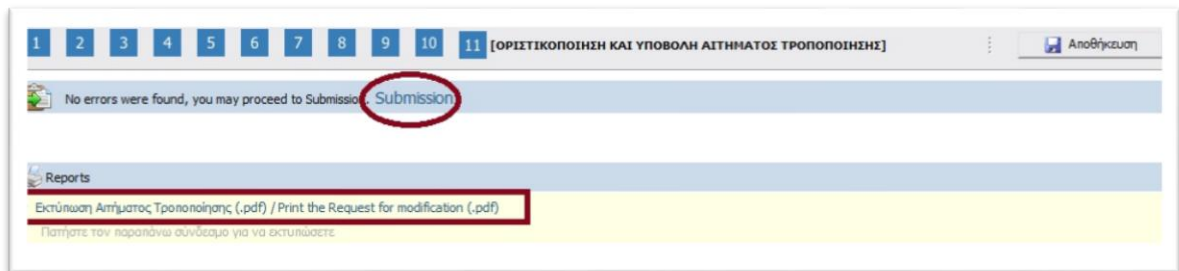 1 2 3 4 5 6 7 8 9 10 11 [ΟΡΙΣΤΙΚΟΠΟΙΗΣΗ ΚΑΙ ΥΠΟΒΟΛΗ ΑΙΤΗΜΑΤΟΣ ΤΡΟΠΟΠΟΙΗΣΗΣ] Αποθήκευση
No errors were found, you may proceed to Submission. Submission
Reports
Εκτύπωση Αιτήματος Τροποποίησης (.pdf) / Print the Request for modification (.pdf)
Πατήστε τον παραπάνω σύνδεσμο για να εκτυπώσετε